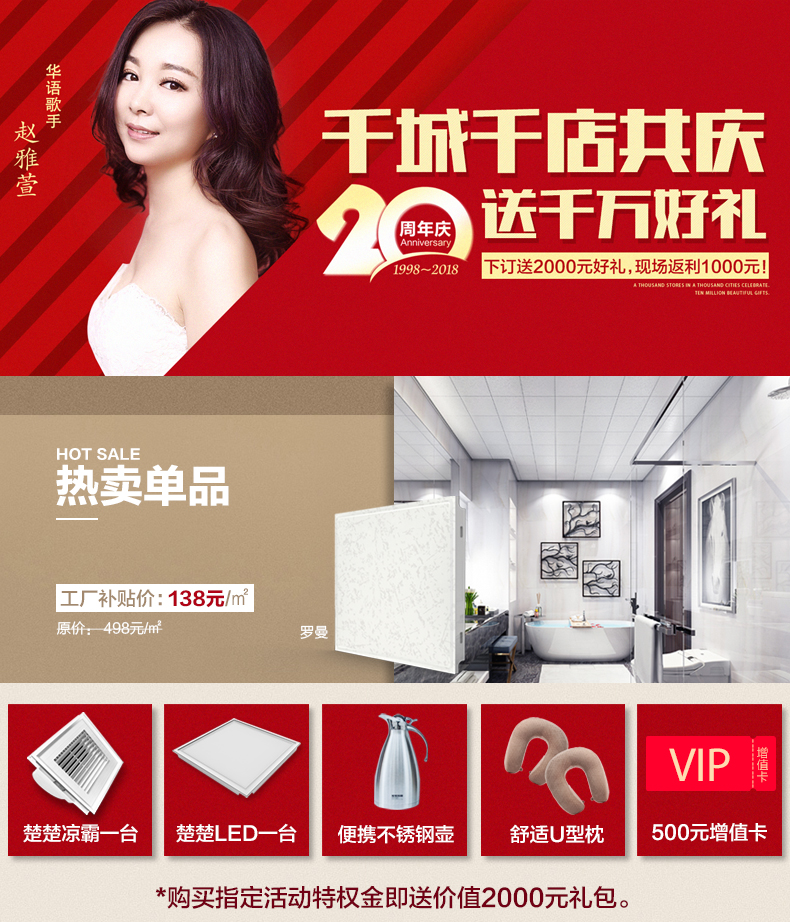 华语歌手
赵雅萱
千城千店共庆
20
周年庆
Anniversary
1998~2018
送千万好礼
下订送2000元好礼,现场返利1000元!
A THOUSAND STORES IN A THOUSAND CITIES CELEBRATE.
TEN MILLION BEAUTIFUL GIFTS.
HOT SALE
热卖单品
工厂补贴价:138元/㎡
原价: 498元/㎡
罗曼
VIP
增值卡
楚楚凉霸一台
楚楚LED一台
便携不锈钢壶
舒适U型枕
500元增值卡
*购买指定活动特权金即送价值2000元礼包。